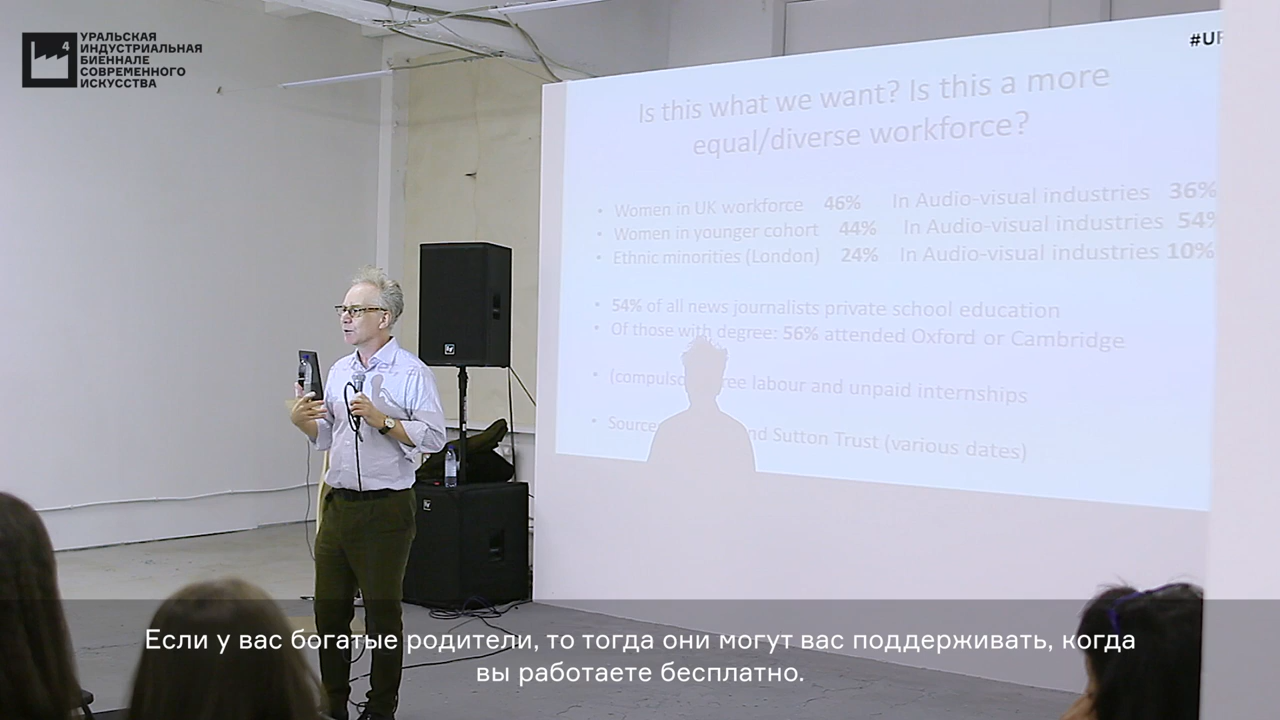 УРАЛЬСКАЯ
ИНДУСТРИАЛЬНАЯ
БИЕННАЛЕ
СОВРЕМЕННОГО
ИСКУССТВА
4
Is this what we want? Is this a more
equal/diverse workforce?
• Women in UK workforce 46% In Audio-visual industries 36%
• Women in younger cohort 44% In Audio-visual industries 54%
• Ethnic minorities (London) 24% In Audio-visual industries 10%
• 54% of all news journalists private school education
• Of those with degree: 56% attended Oxford or Cambridge
• labour and unpaid internships
• Sutton Trust (various dates)
Если у вас богатые родители, то тогда они могут вас поддерживать, когда
вы работаете бесплатно.